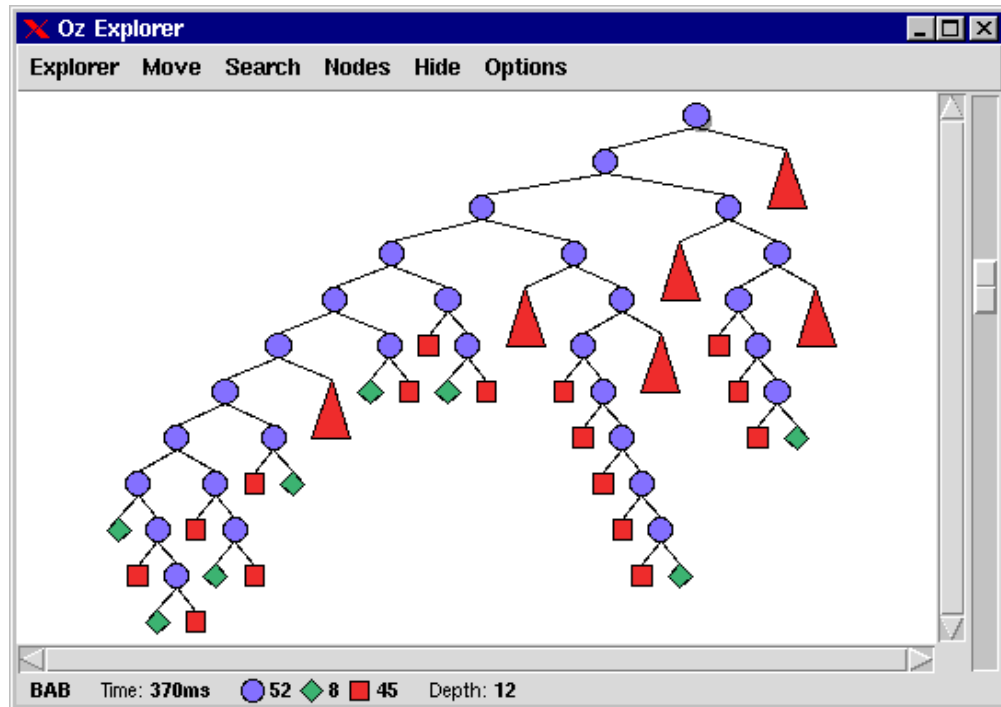 Oz Explorer
Explorer Move Search Nodes Hide Options
BAB Time: 370ms 52 8 45 Depth: 12